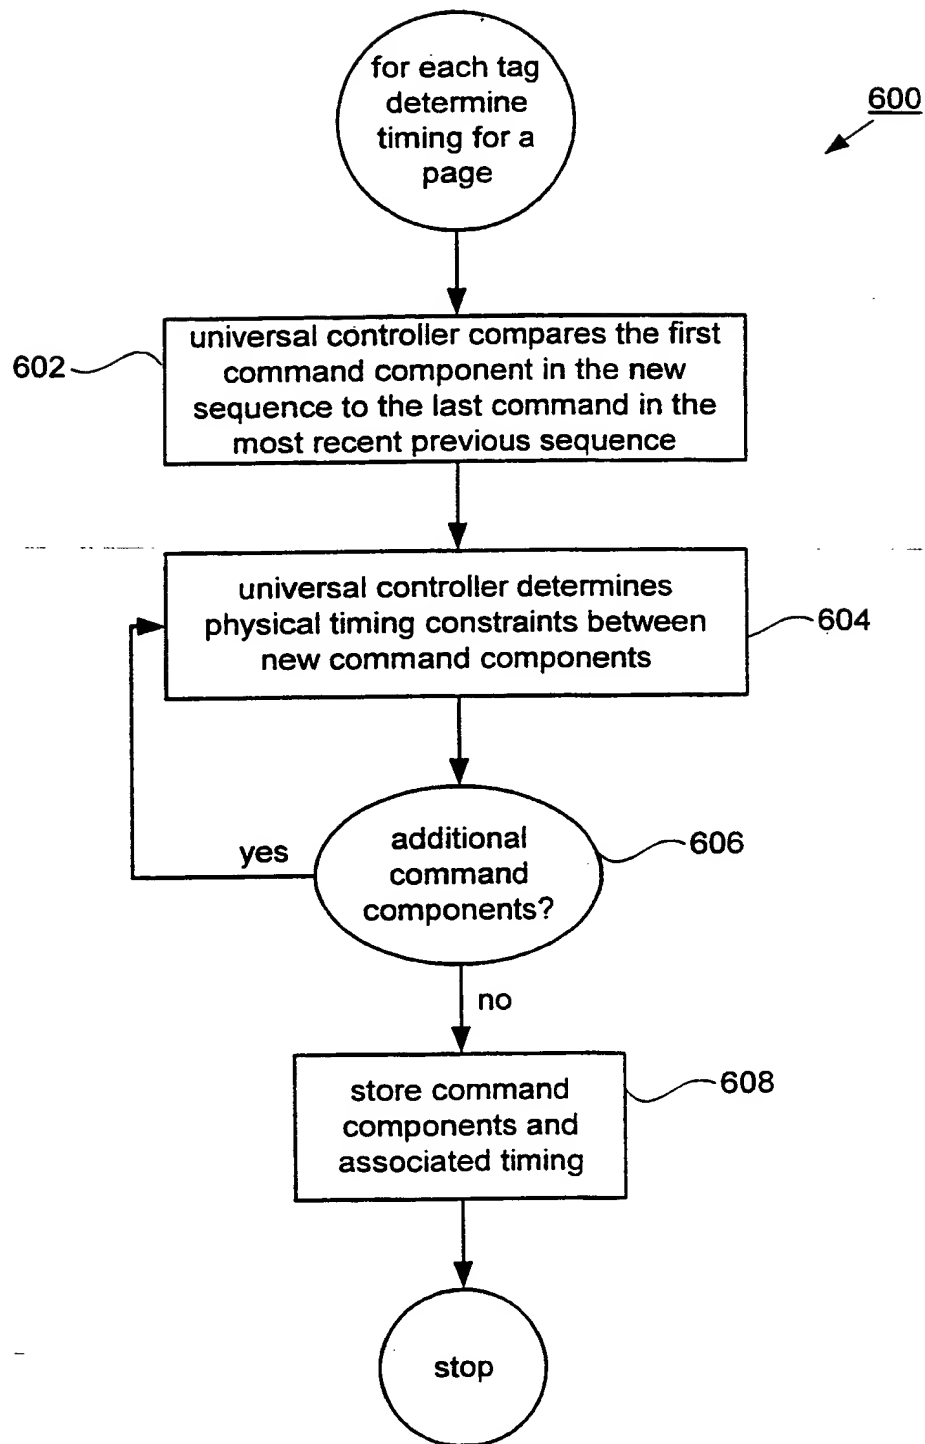 for each tag
determine
timing for a
page
600
universal controller compares the first
command component in the new
sequence to the last command in the
most recent previous sequence
602
universal controller determines
physical timing constraints between
new command components
604
additional
command
components?
606
yes
no
store command
components and
associated timing
608
stop